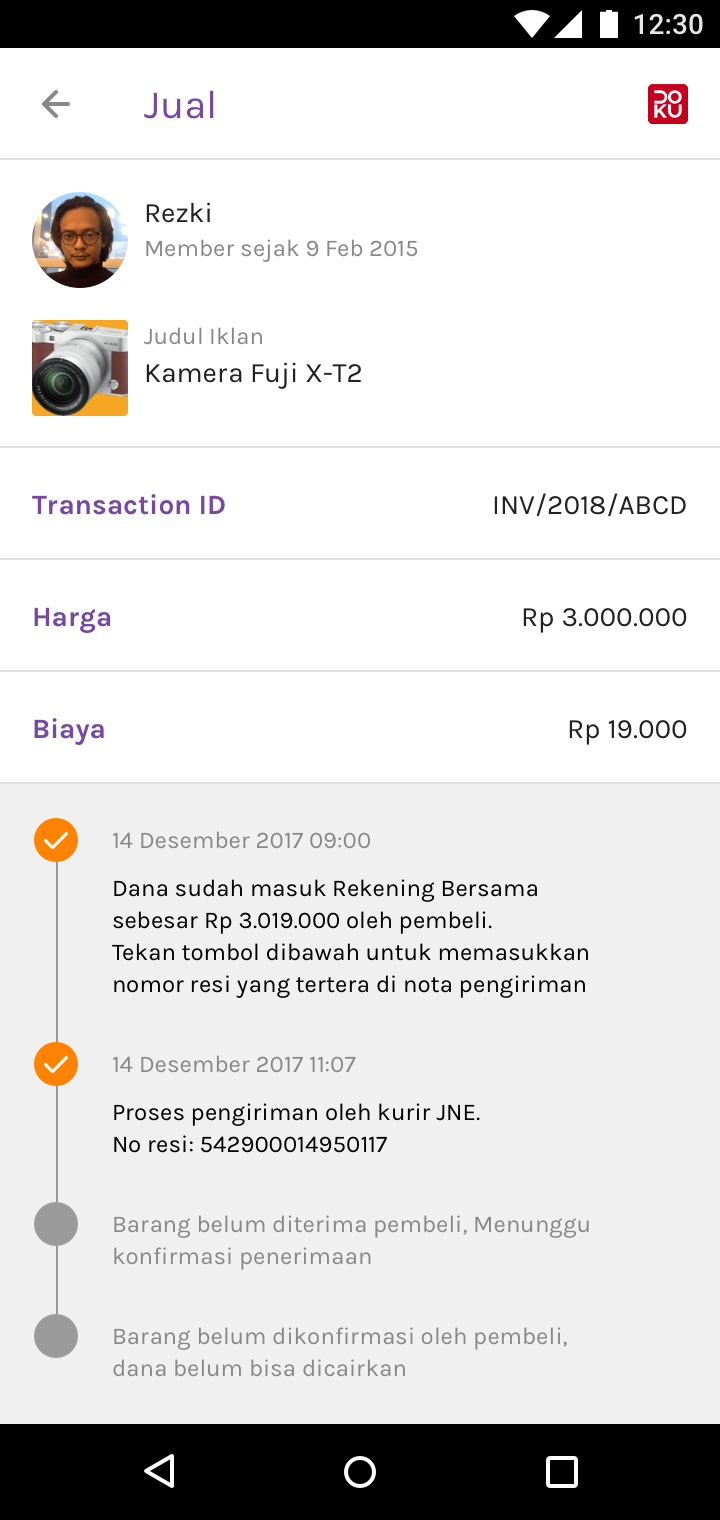 12:30
Jual
DOKU
Rezki
Member sejak 9 Feb 2015
Judul Iklan
Kamera Fuji X-T2
Transaction ID
INV/2018/ABCD
Harga
Rp 3.000.000
Biaya
Rp 19.000
14 Desember 2017 09:00
Dana sudah masuk Rekening Bersama
sebesar Rp 3.019.000 oleh pembeli.
Tekan tombol dibawah untuk memasukkan
nomor resi yang tertera di nota pengiriman
14 Desember 2017 11:07
Proses pengiriman oleh kurir JNE.
No resi: 542900014950117
Barang belum diterima pembeli, Menunggu
konfirmasi penerimaan
Barang belum dikonfirmasi oleh pembeli,
dana belum bisa dicairkan